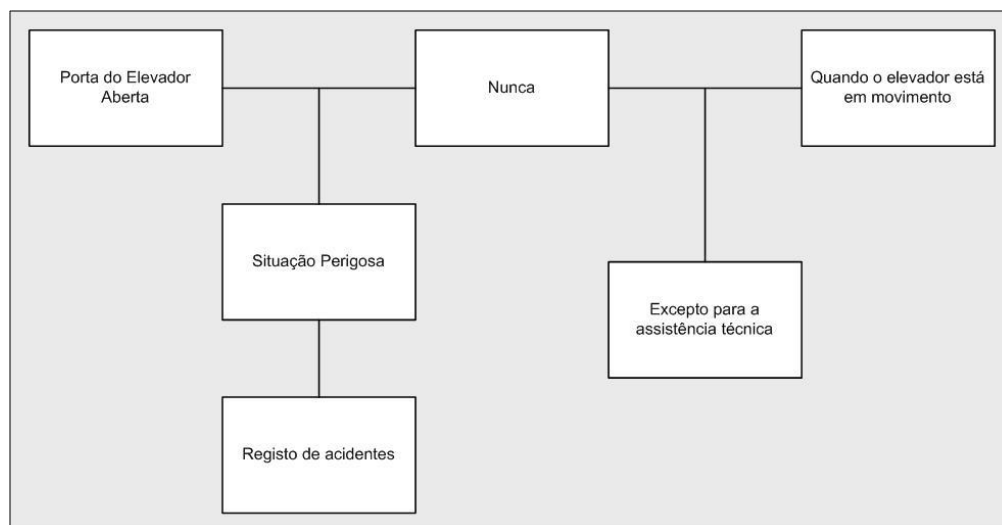 Porta do Elevador
Aberta
Nunca
Quando o elevador está
em movimento
Situação Perigosa
Excepto para a
assistência técnica
Registo de acidentes